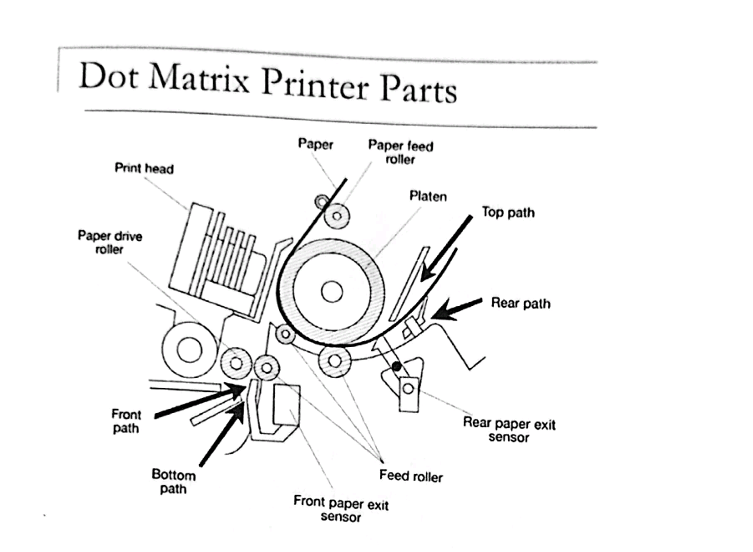 Dot Matrix Printer Parts
Paper
Paper feed
roller
Print head
Platen
Top path
Paper drive
roller
Rear path
Front
path
Rear paper exit
sensor
Bottom
path
Feed roller
Front paper exit
sensor